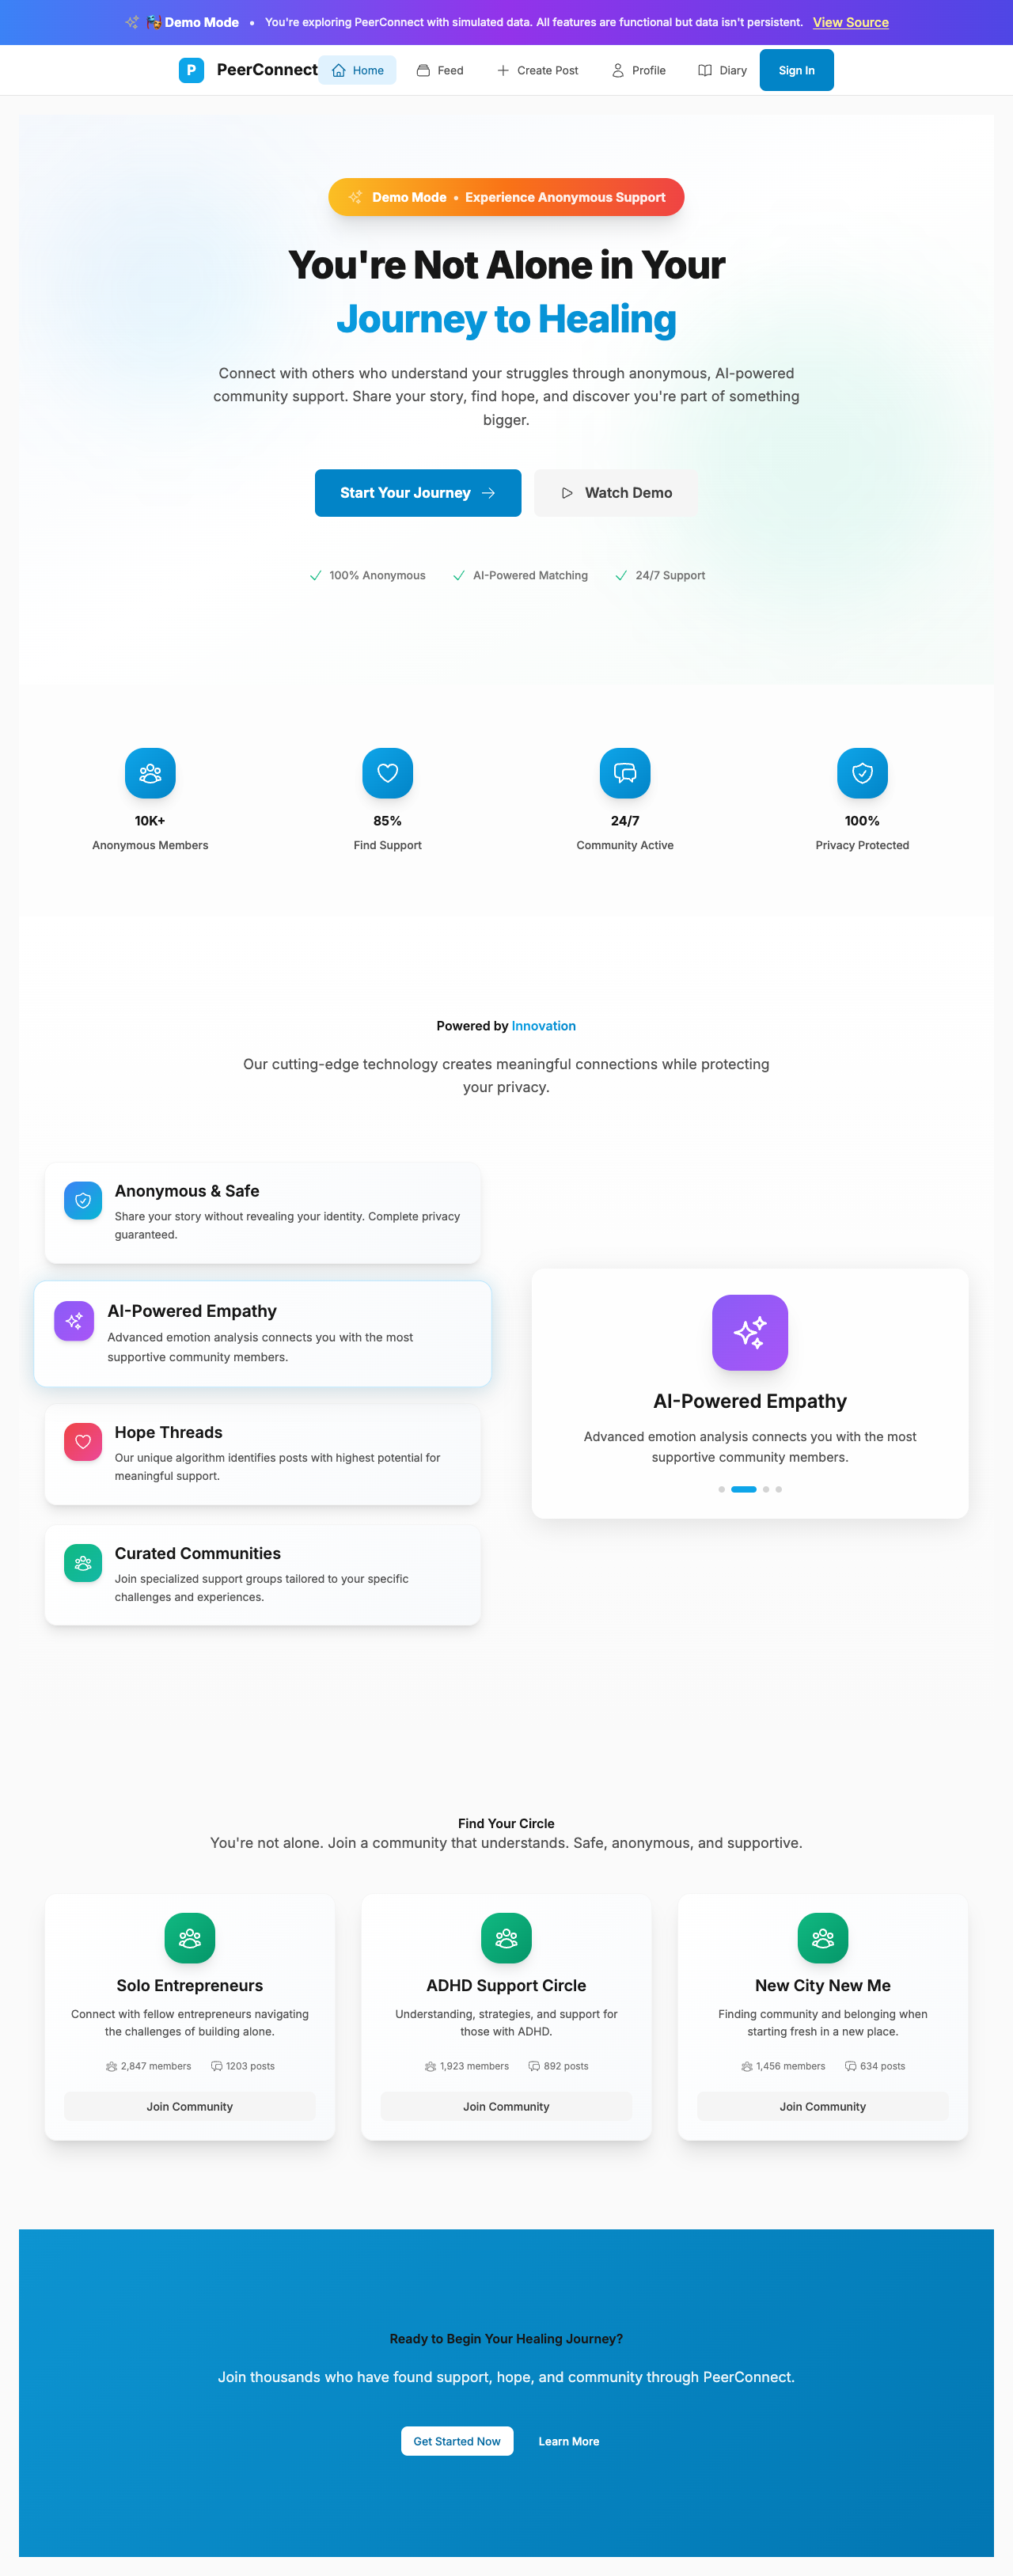 Demo Mode • You're exploring PeerConnect with simulated data. All features are functional but data isn't persistent. View Source
P PeerConnect Home Feed Create Post Profile Diary Sign In
Demo Mode • Experience Anonymous Support
You're Not Alone in Your
Journey to Healing
Connect with others who understand your struggles through anonymous, AI-powered
community support. Share your story, find hope, and discover you're part of something
bigger.
Start Your Journey Watch Demo
100% Anonymous AI-Powered Matching 24/7 Support
10K+ 85% 24/7 100%
Anonymous Members Find Support Community Active Privacy Protected
Powered by Innovation
Our cutting-edge technology creates meaningful connections while protecting
your privacy.
Anonymous & Safe
Share your story without revealing your identity. Complete privacy
guaranteed.
AI-Powered Empathy
Advanced emotion analysis connects you with the most
supportive community members.
Hope Threads
Our unique algorithm identifies posts with highest potential for
meaningful support.
Curated Communities
Join specialized support groups tailored to your specific
challenges and experiences.
AI-Powered Empathy
Advanced emotion analysis connects you with the most
supportive community members.
Find Your Circle
You're not alone. Join a community that understands. Safe, anonymous, and supportive.
Solo Entrepreneurs
Connect with fellow entrepreneurs navigating
the challenges of building alone.
2,847 members 1203 posts
Join Community
ADHD Support Circle
Understanding, strategies, and support for
those with ADHD.
1,923 members 892 posts
Join Community
New City New Me
Finding community and belonging when
starting fresh in a new place.
1,456 members 634 posts
Join Community
Ready to Begin Your Healing Journey?
Join thousands who have found support, hope, and community through PeerConnect.
Get Started Now Learn More